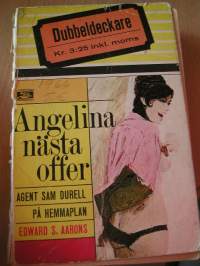 Dubbeldeckare
Kr. 3:25 inkl. moms
Angelina
nästa
offer
AGENT SAM DURELL
PÅ HEMMAPLAN
EDWARD S. AARONS